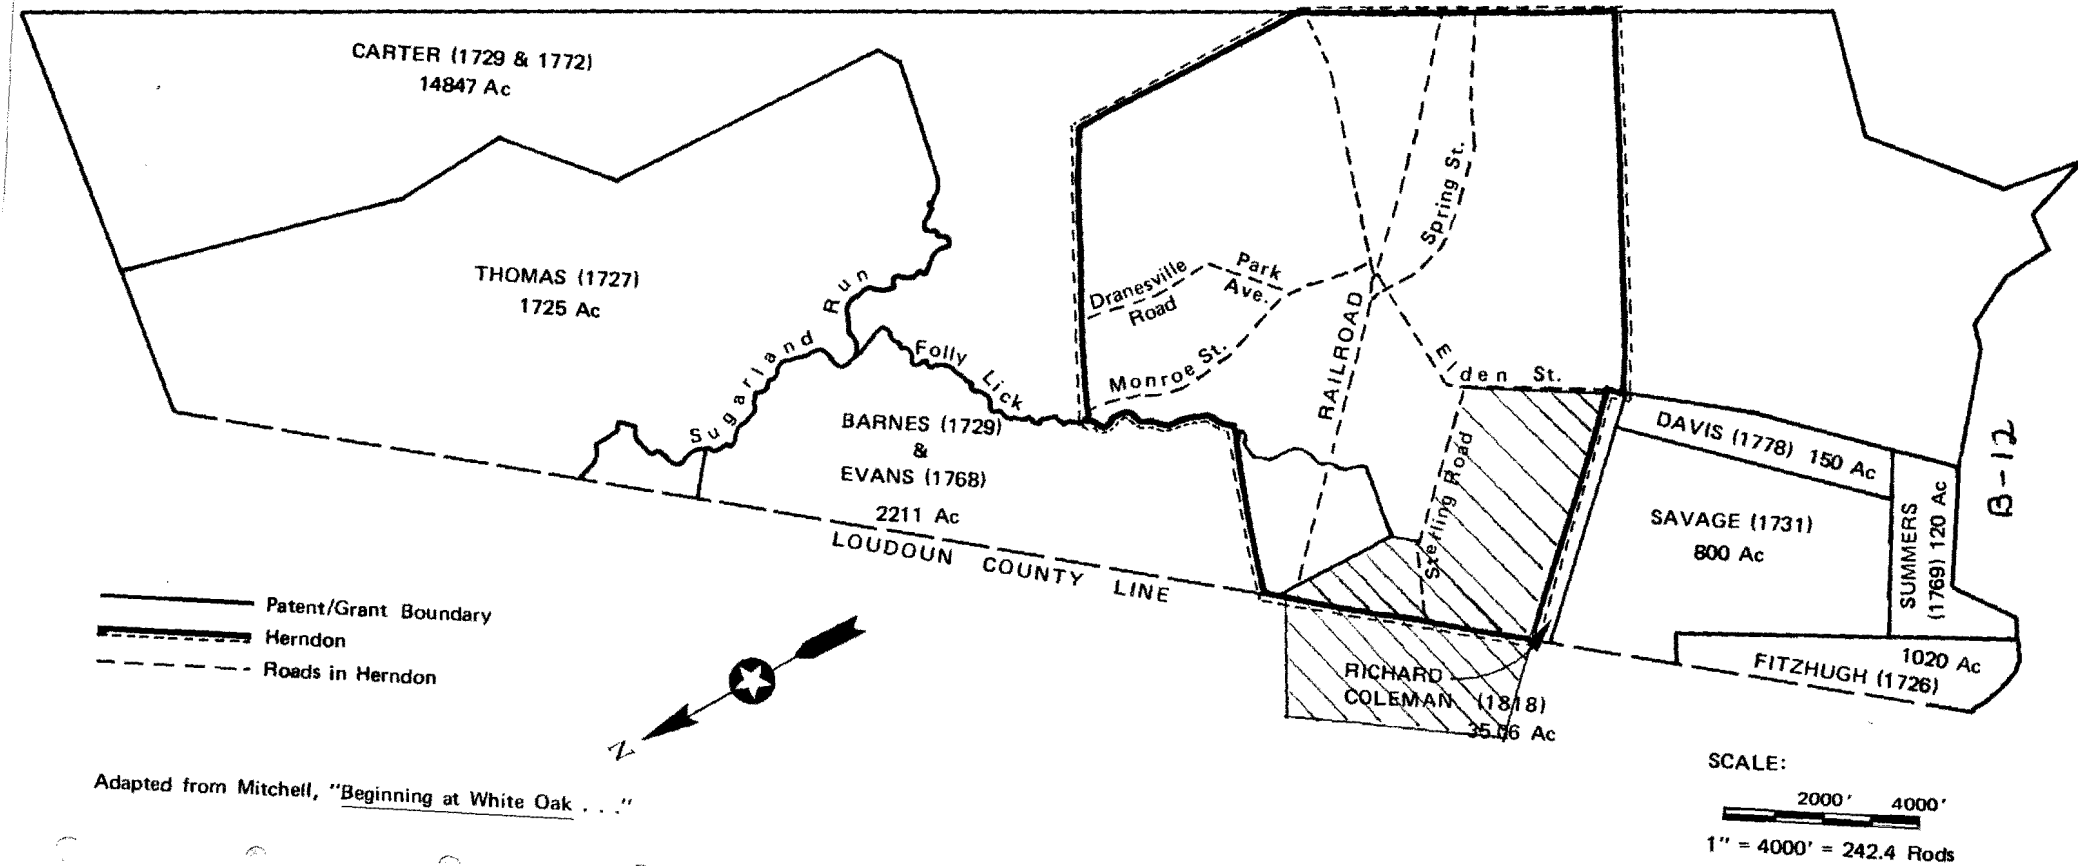 CARTER (1729 & 1772)
14847 Ac
THOMAS (1727)
1725 Ac
Sugarland Run
Folly Lick
BARNES (1729)
&
EVANS (1768)
2211 Ac
LOUDOUN COUNTY LINE
Dranesville
Road
Park
Ave.
Monroe St.
RAILROAD
Spring St.
Elden St.
Sterling Road
DAVIS (1778) 150 Ac
SAVAGE (1731)
800 Ac
SUMMERS
(1769) 120 Ac
B-12
1020 Ac
FITZHUGH (1726)
RICHARD
COLEMAN (1818)
35.06 Ac
Patent/Grant Boundary
Herndon
Roads in Herndon
N
Adapted from Mitchell, "Beginning at White Oak . . ."
SCALE:
2000' 4000'
1" = 4000' = 242.4 Rods